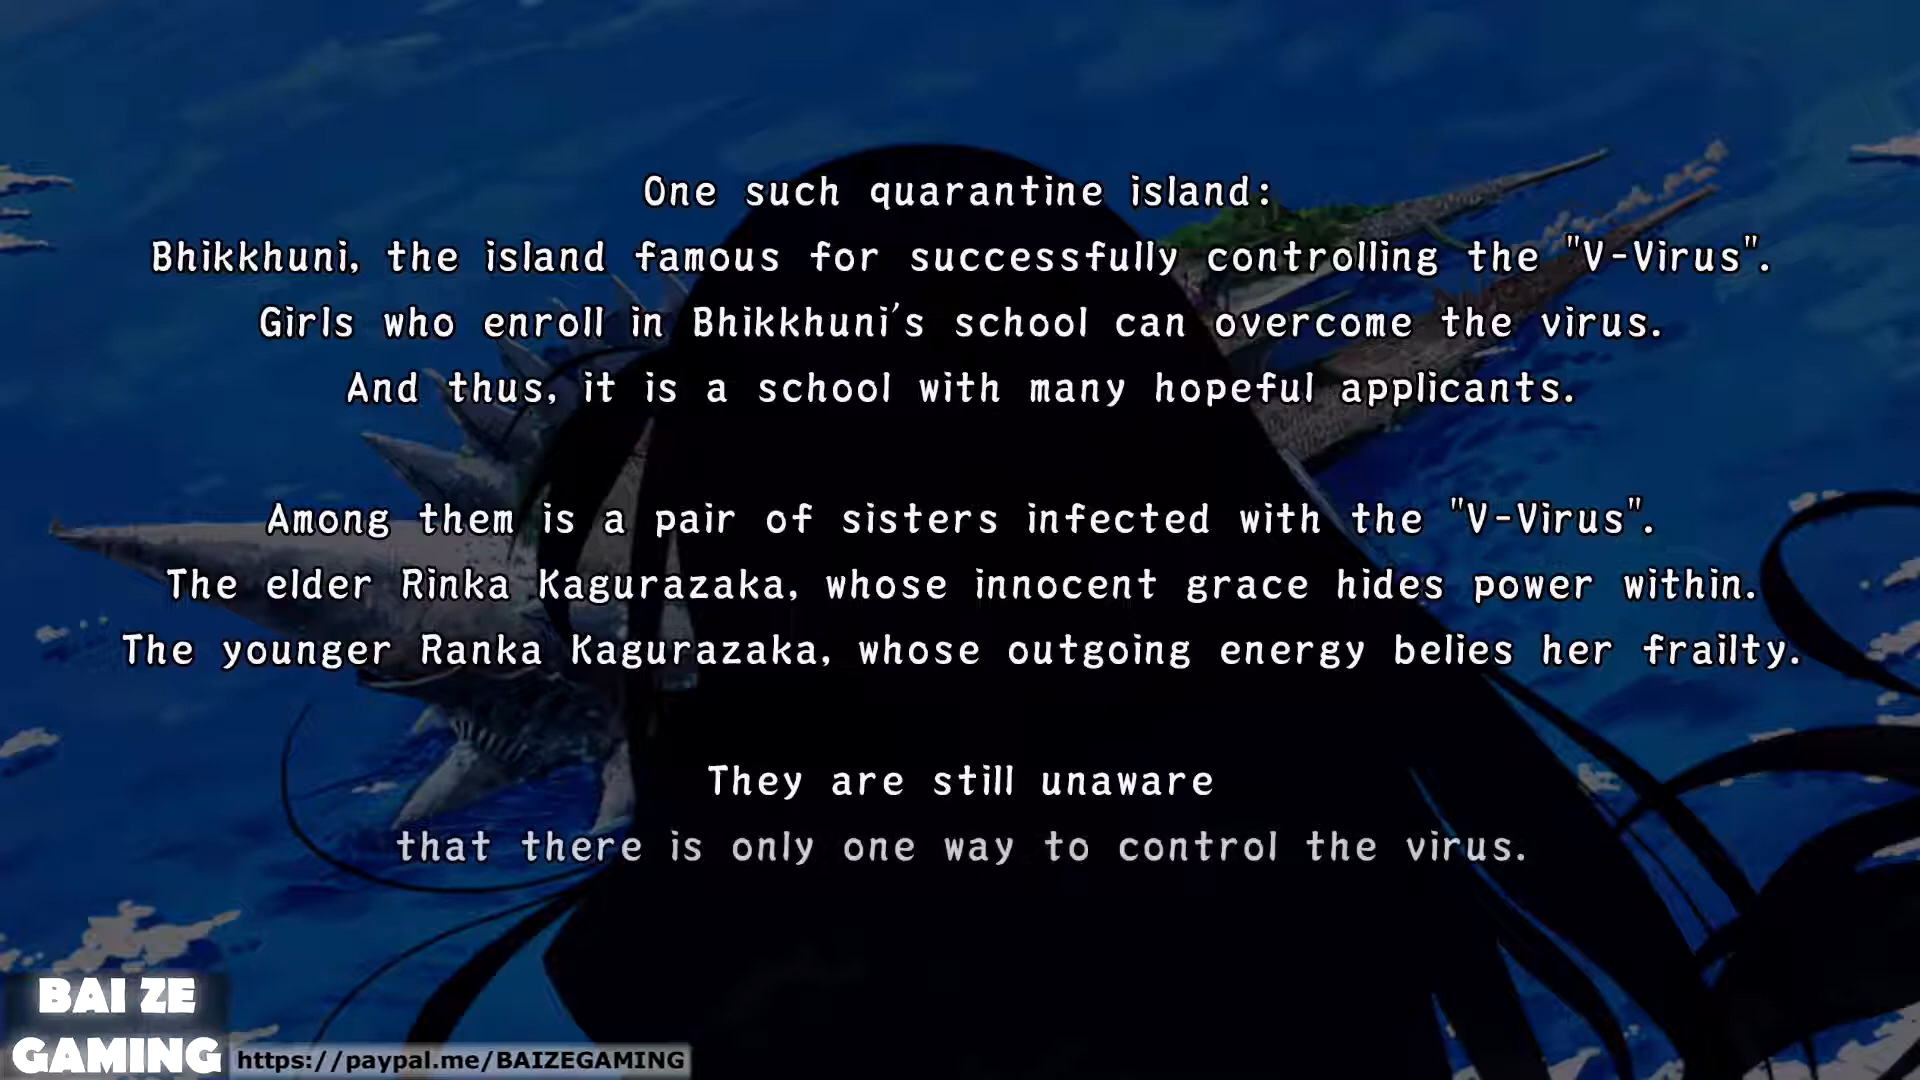 One such quarantine island:
Bhikkhuni, the island famous for successfully controlling the "V-Virus".
Girls who enroll in Bhikkhuni's school can overcome the virus.
And thus, it is a school with many hopeful applicants.
Among them is a pair of sisters infected with the "V-Virus".
The elder Rinka Kagurazaka, whose innocent grace hides power within.
The younger Ranka Kagurazaka, whose outgoing energy belies her frailty.
They are still unaware
that there is only one way to control the virus.
BAI ZE
GAMING
https://paypal.me/BAIZEGAMING